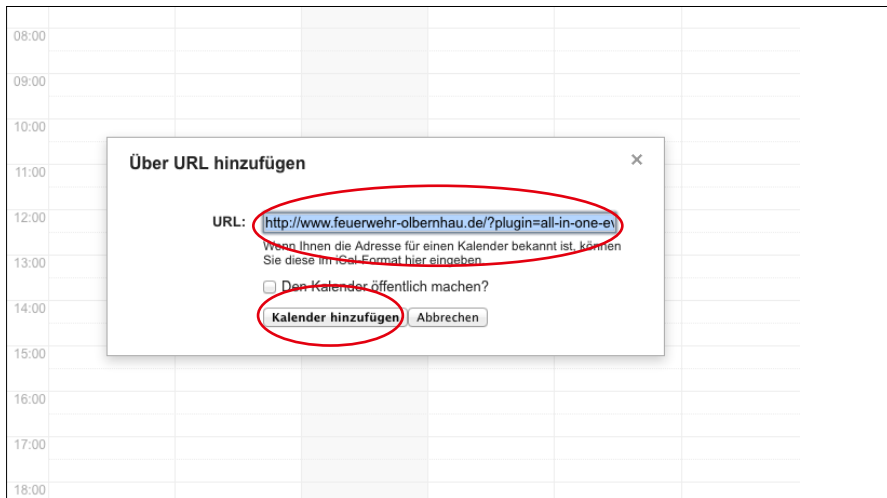 08:00
09:00
10:00
11:00
12:00
13:00
14:00
15:00
16:00
17:00
18:00
Über URL hinzufügen
×
URL: http://www.feuerwehr-olbernhau.de/?plugin=all-in-one-ev
Wenn Ihnen die Adresse für einen Kalender bekannt ist, können
Sie diese im iCal-Format hier eingeben.
Den Kalender öffentlich machen?
Kalender hinzufügen Abbrechen